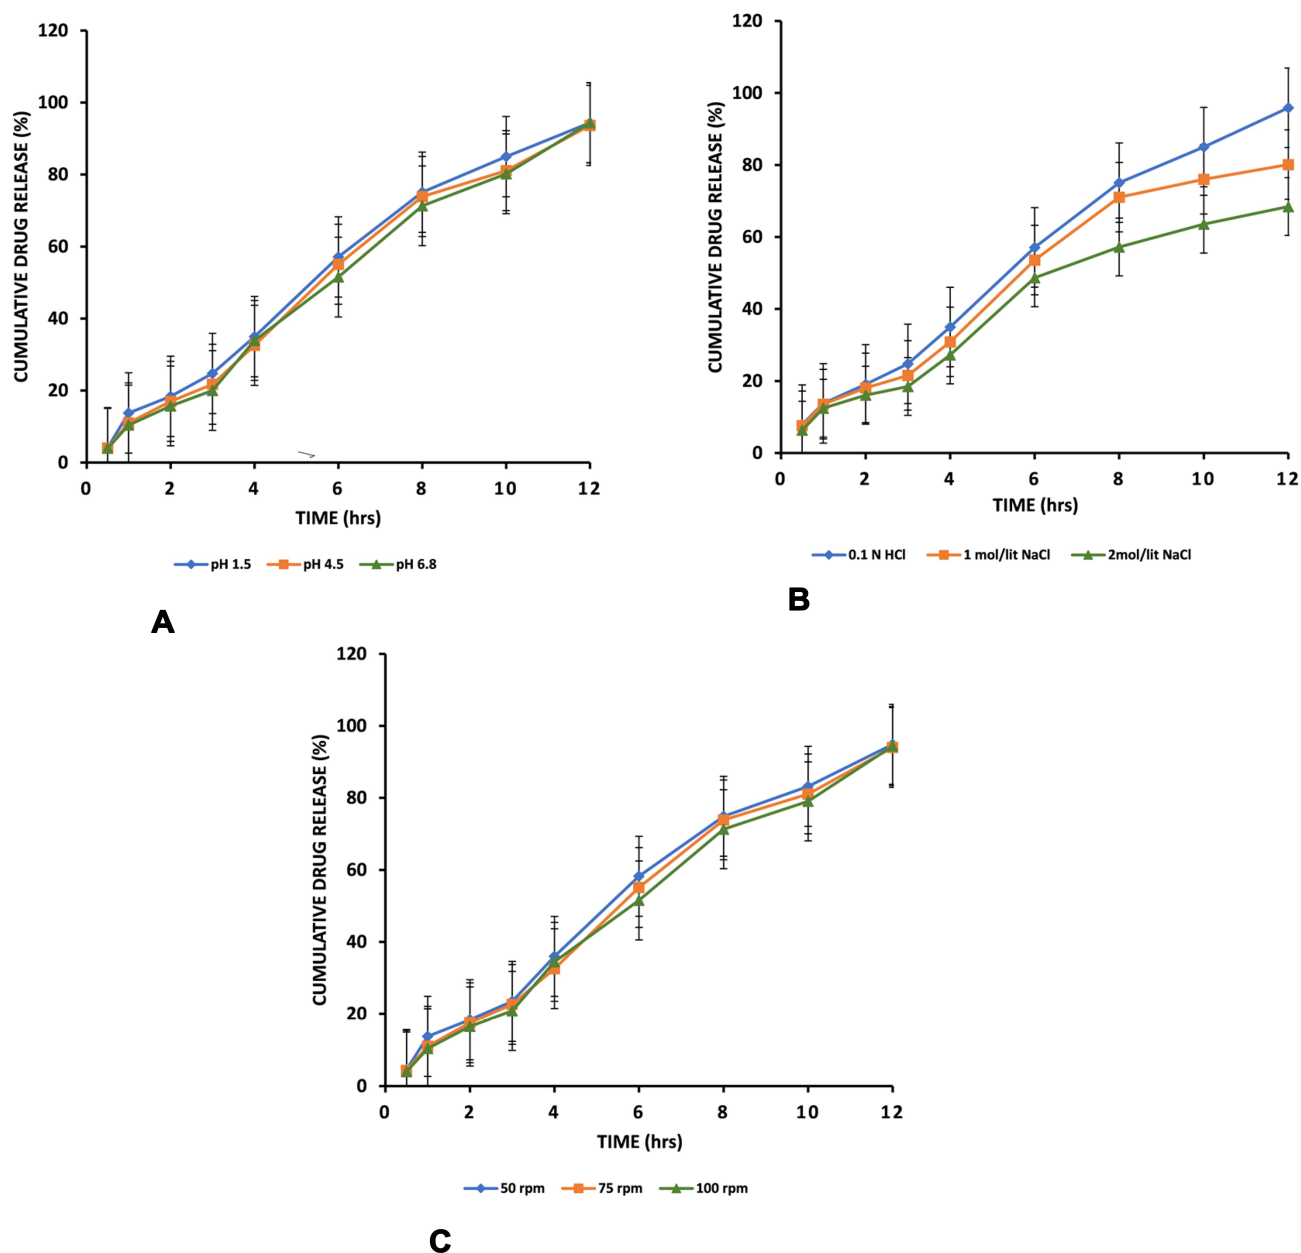 120
100
80
60
40
20
0
CUMULATIVE DRUG RELEASE (%)
0 2 4 6 8 10 12
TIME (hrs)
pH 1.5 pH 4.5 pH 6.8
A
120
100
80
60
40
20
0
CUMULATIVE DRUG RELEASE (%)
0 2 4 6 8 10 12
TIME (hrs)
0.1 N HCl 1 mol/lit NaCl 2mol/lit NaCl
B
120
100
80
60
40
20
0
CUMULATIVE DRUG RELEASE (%)
0 2 4 6 8 10 12
TIME (hrs)
50 rpm 75 rpm 100 rpm
C